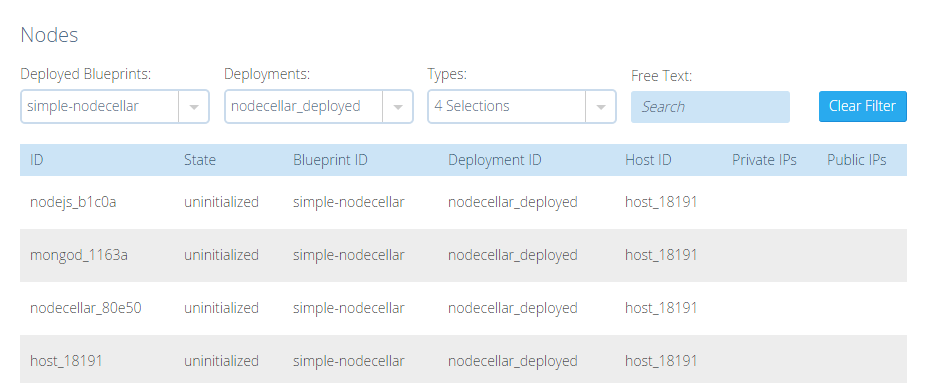 Nodes
Deployed Blueprints: Deployments: Types: Free Text:
simple-nodecellar nodecellar_deployed 4 Selections Search Clear Filter
ID State Blueprint ID Deployment ID Host ID Private IPs Public IPs
nodejs_b1c0a uninitialized simple-nodecellar nodecellar_deployed host_18191
mongod_1163a uninitialized simple-nodecellar nodecellar_deployed host_18191
nodecellar_80e50 uninitialized simple-nodecellar nodecellar_deployed host_18191
host_18191 uninitialized simple-nodecellar nodecellar_deployed host_18191